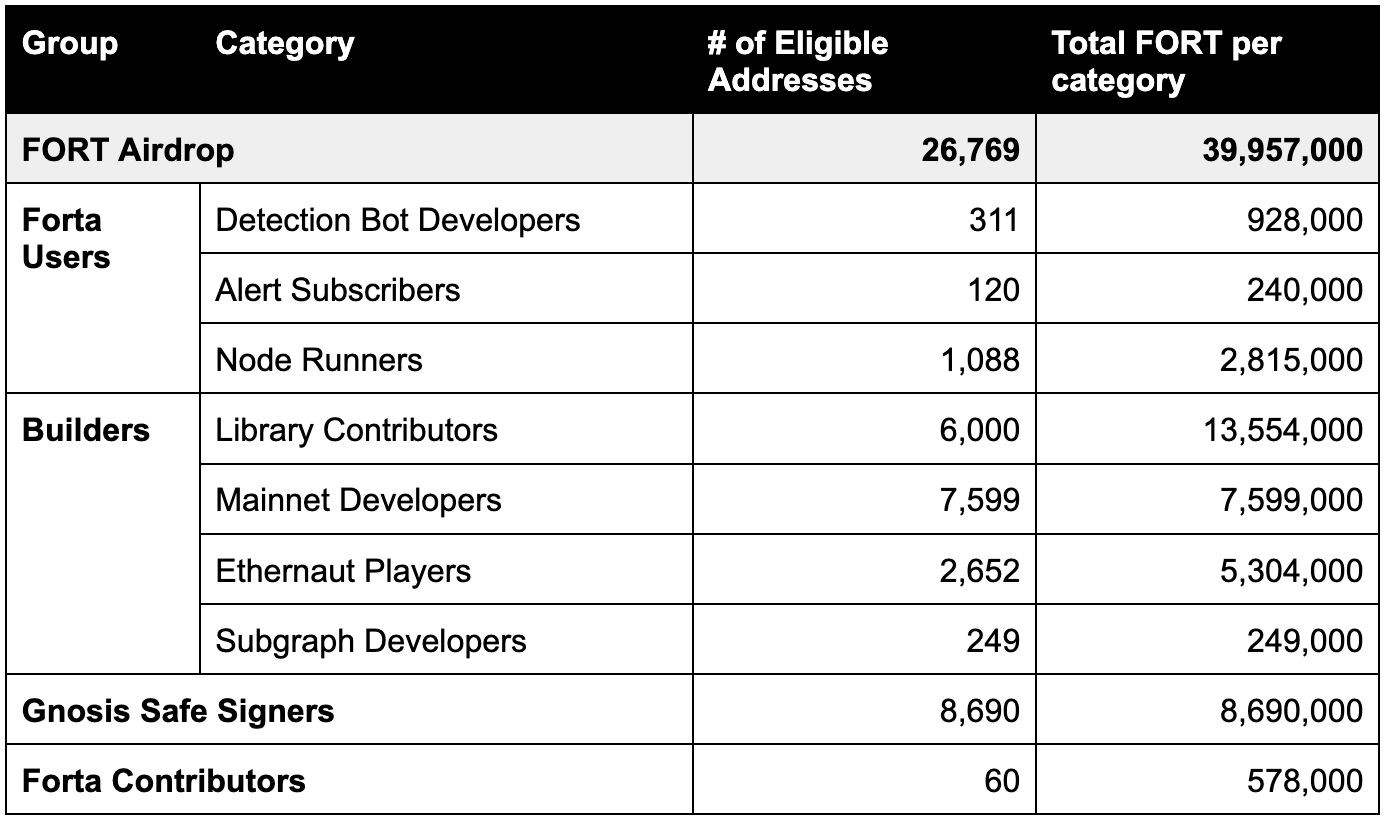 Group Category # of Eligible Addresses Total FORT per category
FORT Airdrop 26,769 39,957,000
Forta Users Detection Bot Developers 311 928,000
Alert Subscribers 120 240,000
Node Runners 1,088 2,815,000
Builders Library Contributors 6,000 13,554,000
Mainnet Developers 7,599 7,599,000
Ethernaut Players 2,652 5,304,000
Subgraph Developers 249 249,000
Gnosis Safe Signers 8,690 8,690,000
Forta Contributors 60 578,000